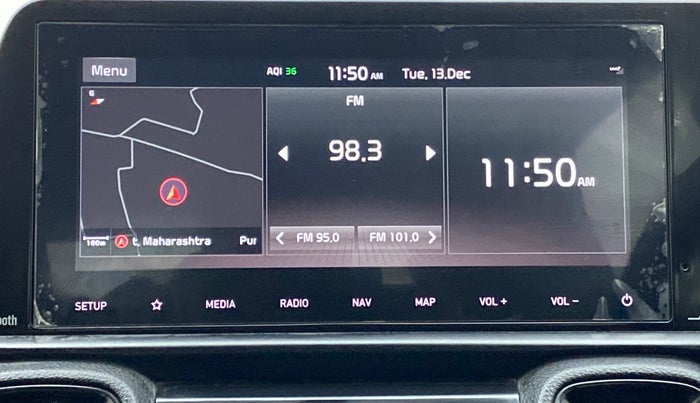 Menu
AQI 36
11:50 AM
Tue, 13.Dec
FM
98.3
FM 95.0
FM 101.0
11:50 AM
t, Maharashtra
Pur
SETUP
MEDIA
RADIO
NAV
MAP
VOL +
VOL −
ooth